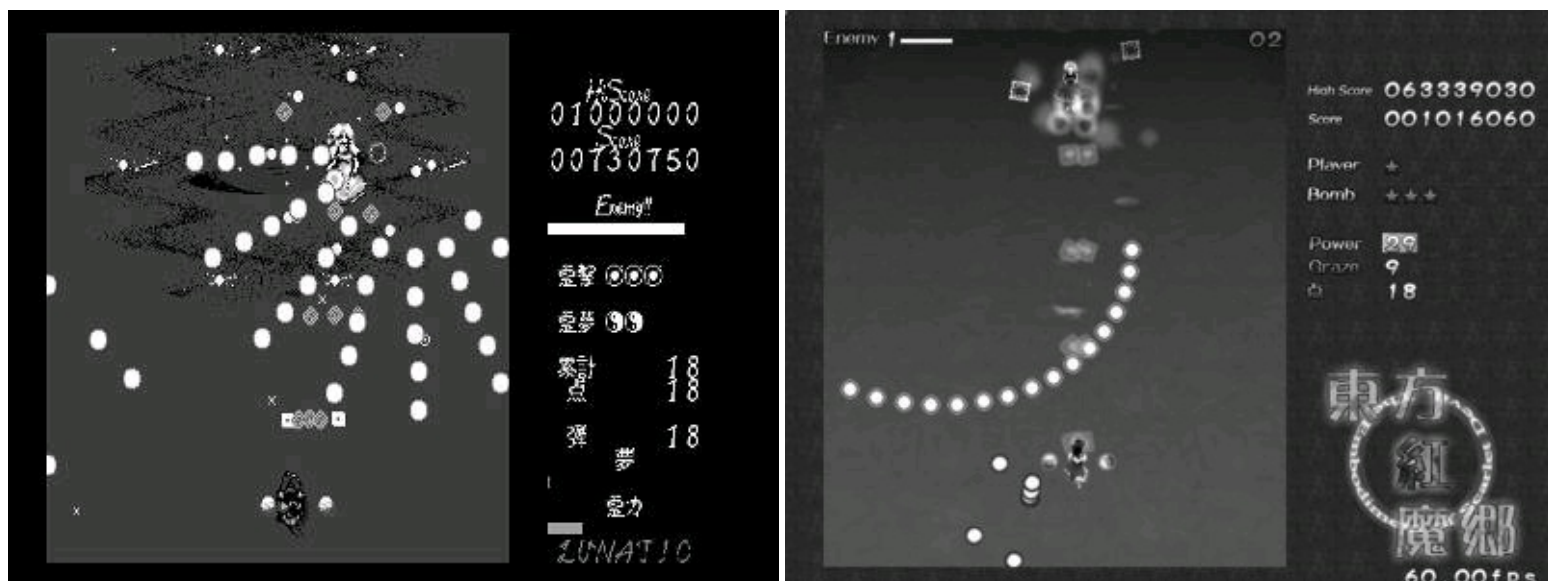 HiScore
01000000
Score
00730750
Enemy!!
霊撃
霊夢
累計 18
点 18
弾 18
夢
霊力
LUNATIC
Enemy 1
02
High Score 063339030
Score 001016060
Player
Bomb
Power 29
Graze 9
点 18
東方
紅
魔郷
60.00fps